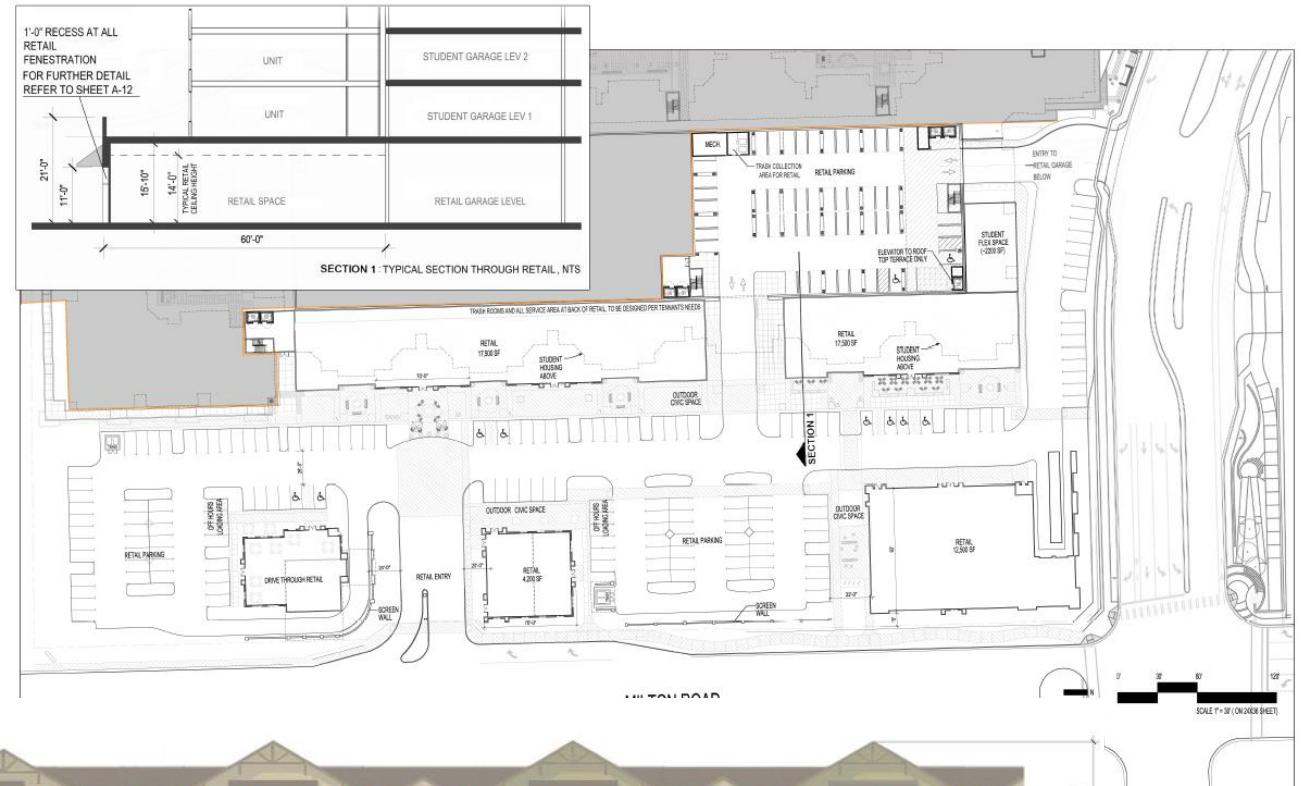 1'-0" RECESS AT ALL
RETAIL
FENESTRATION
FOR FURTHER DETAIL
REFER TO SHEET A-12
UNIT
STUDENT GARAGE LEV 2
UNIT
STUDENT GARAGE LEV 1
21'-0"
11'-0"
15'-10"
14'-0"
TYPICAL RETAIL
CEILING HEIGHT
RETAIL SPACE
RETAIL GARAGE LEVEL
60'-0"
SECTION 1 : TYPICAL SECTION THROUGH RETAIL, NTS
MECH.
TRASH COLLECTION
AREA FOR RETAIL
RETAIL PARKING
ENTRY TO
RETAIL GARAGE
BELOW
STUDENT
FLEX SPACE
(~2200 SF)
ELEVATOR TO ROOF
TOP TERRACE ONLY
TRASH ROOMS AND ALL SERVICE AREA AT BACK OF RETAIL, TO BE DESIGNED PER TENNANTS NEEDS
RETAIL
17,500 SF
STUDENT
HOUSING
ABOVE
RETAIL
17,500 SF
STUDENT
HOUSING
ABOVE
OUTDOOR
CIVIC SPACE
SECTION 1
OFF HOURS
LOADING AREA
RETAIL PARKING
DRIVE THROUGH RETAIL
SCREEN
WALL
RETAIL ENTRY
OUTDOOR CIVIC SPACE
RETAIL
4,200 SF
OFF HOURS
LOADING AREA
RETAIL PARKING
SCREEN
WALL
OUTDOOR
CIVIC SPACE
RETAIL
12,500 SF
MILTON ROAD
N
0' 30' 60' 120'
SCALE 1" = 30' ( ON 24X36 SHEET)